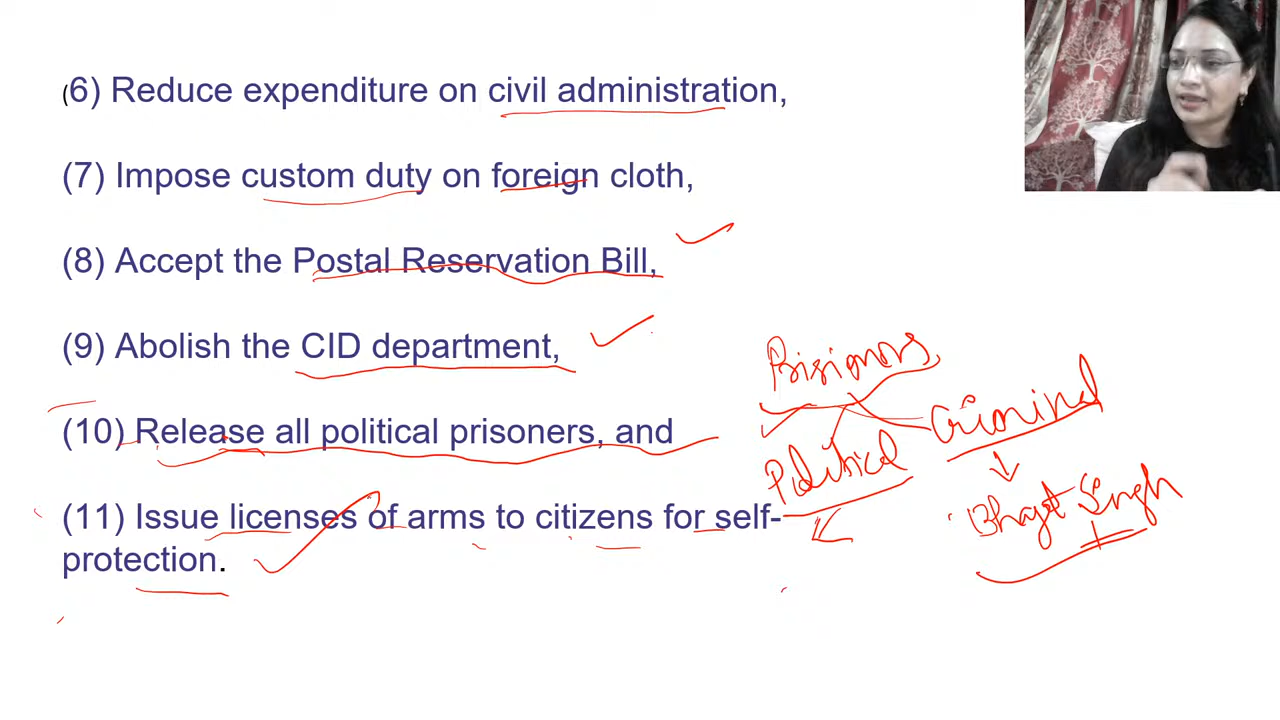 (6) Reduce expenditure on civil administration,
(7) Impose custom duty on foreign cloth,
(8) Accept the Postal Reservation Bill,
(9) Abolish the CID department,
(10) Release all political prisoners, and
(11) Issue licenses of arms to citizens for self-
protection.
Prisionors
Political
Criminal
Bhagat Singh